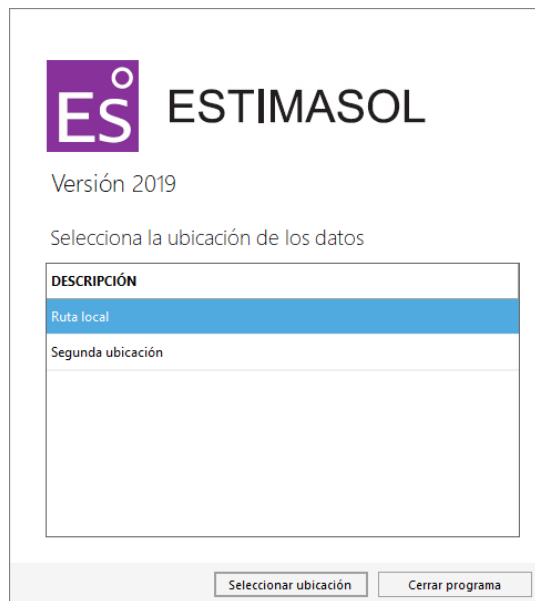 ES ESTIMASOL
Versión 2019
Selecciona la ubicación de los datos
DESCRIPCIÓN
Ruta local
Segunda ubicación
Seleccionar ubicación Cerrar programa